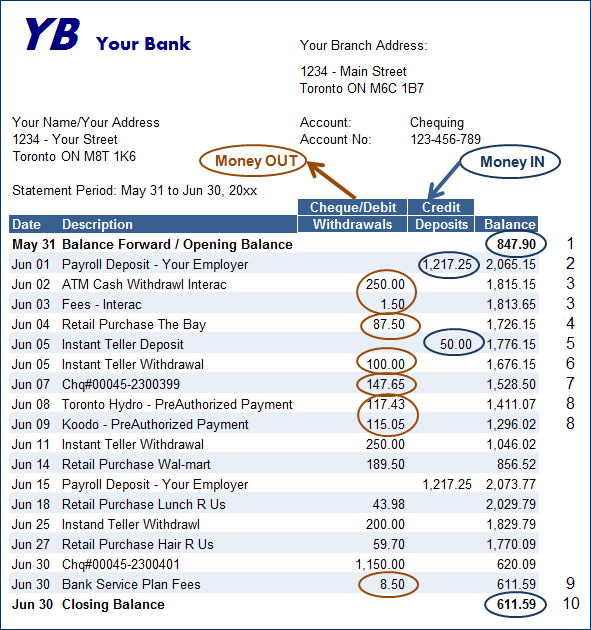 YB Your Bank
Your Branch Address:
1234 - Main Street
Toronto ON M6C 1B7
Your Name/Your Address Account: Chequing
1234 - Your Street Account No: 123-456-789
Toronto ON M8T 1K6
Money OUT Money IN
Statement Period: May 31 to Jun 30, 20xx
Cheque/Debit Credit
Date Description Withdrawals Deposits Balance
May 31 Balance Forward / Opening Balance 847.90 1
Jun 01 Payroll Deposit - Your Employer 1,217.25 2,065.15 2
Jun 02 ATM Cash Withdrawl Interac 250.00 1,815.15 3
Jun 03 Fees - Interac 1.50 1,813.65 3
Jun 04 Retail Purchase The Bay 87.50 1,726.15 4
Jun 05 Instant Teller Deposit 50.00 1,776.15 5
Jun 05 Instant Teller Withdrawal 100.00 1,676.15 6
Jun 07 Chq#00045-2300399 147.65 1,528.50 7
Jun 08 Toronto Hydro - PreAuthorized Payment 117.43 1,411.07 8
Jun 09 Koodo - PreAuthorized Payment 115.05 1,296.02 8
Jun 11 Instant Teller Withdrawal 250.00 1,046.02
Jun 14 Retail Purchase Wal-mart 189.50 856.52
Jun 15 Payroll Deposit - Your Employer 1,217.25 2,073.77
Jun 18 Retail Purchase Lunch R Us 43.98 2,029.79
Jun 25 Instand Teller Withdrawl 200.00 1,829.79
Jun 27 Retail Purchase Hair R Us 59.70 1,770.09
Jun 30 Chq#00045-2300401 1,150.00 620.09
Jun 30 Bank Service Plan Fees 8.50 611.59 9
Jun 30 Closing Balance 611.59 10